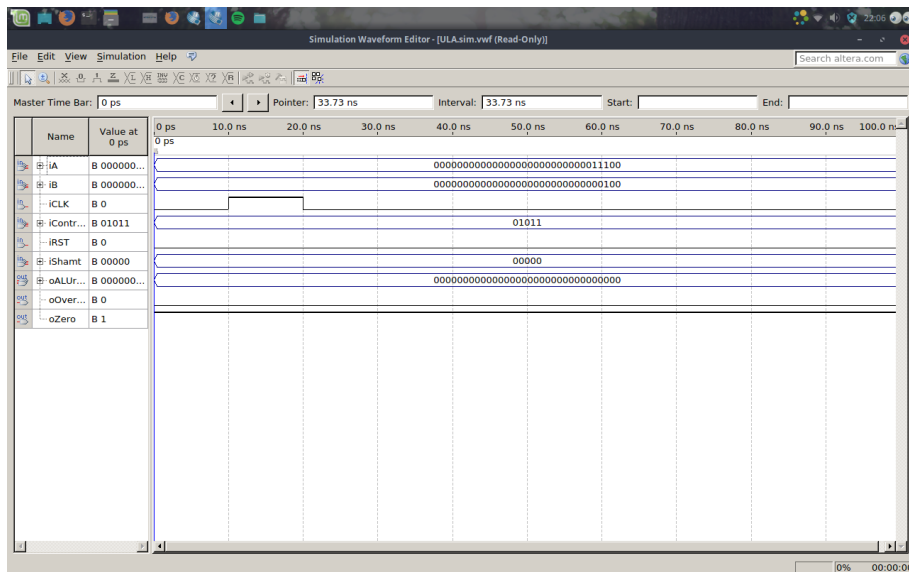 22:06
Simulation Waveform Editor - [ULA.sim.vwf (Read-Only)]
File Edit View Simulation Help
Search altera.com
Master Time Bar: 0 ps Pointer: 33.73 ns Interval: 33.73 ns Start: End:
Name Value at 0 ps
0 ps 10.0 ns 20.0 ns 30.0 ns 40.0 ns 50.0 ns 60.0 ns 70.0 ns 80.0 ns 90.0 ns 100.0 ns
0 ps
iA B 000000... 00000000000000000000000000011100
iB B 000000... 00000000000000000000000000000100
iCLK B 0
iContr... B 01011 01011
iRST B 0
iShamt B 00000 00000
oALUr... B 000000... 00000000000000000000000000000000
oOver... B 0
oZero B 1
0% 00:00:00